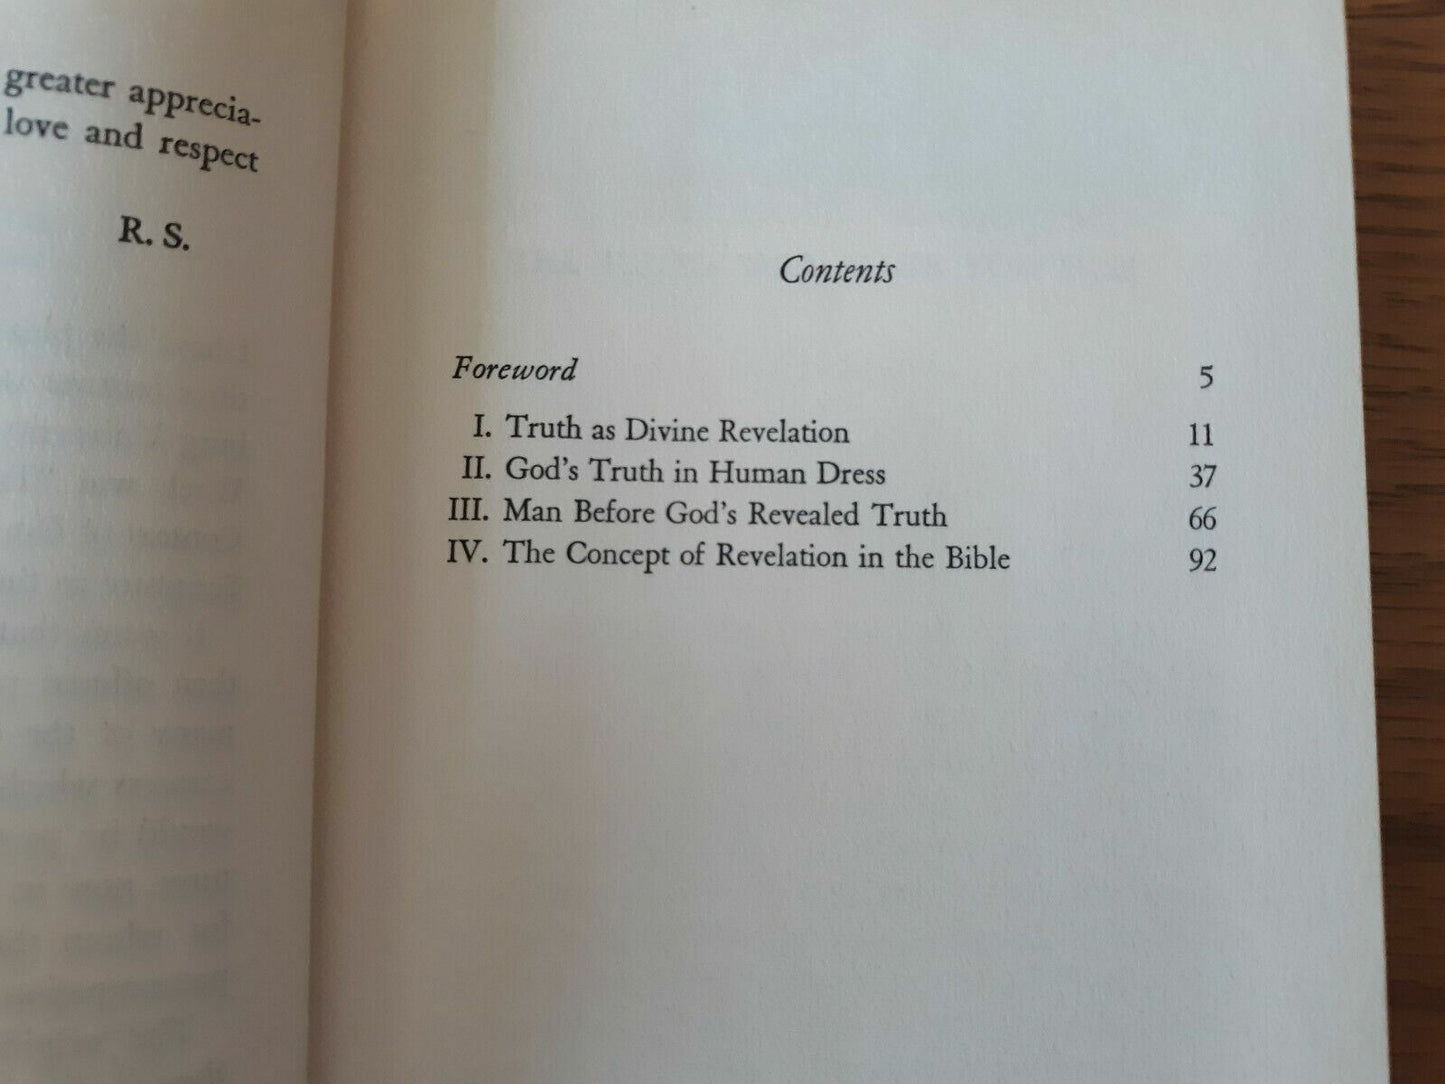 greater apprecia-
love and respect
R. S.
Contents
Foreword 5
I. Truth as Divine Revelation 11
II. God's Truth in Human Dress 37
III. Man Before God's Revealed Truth 66
IV. The Concept of Revelation in the Bible 92